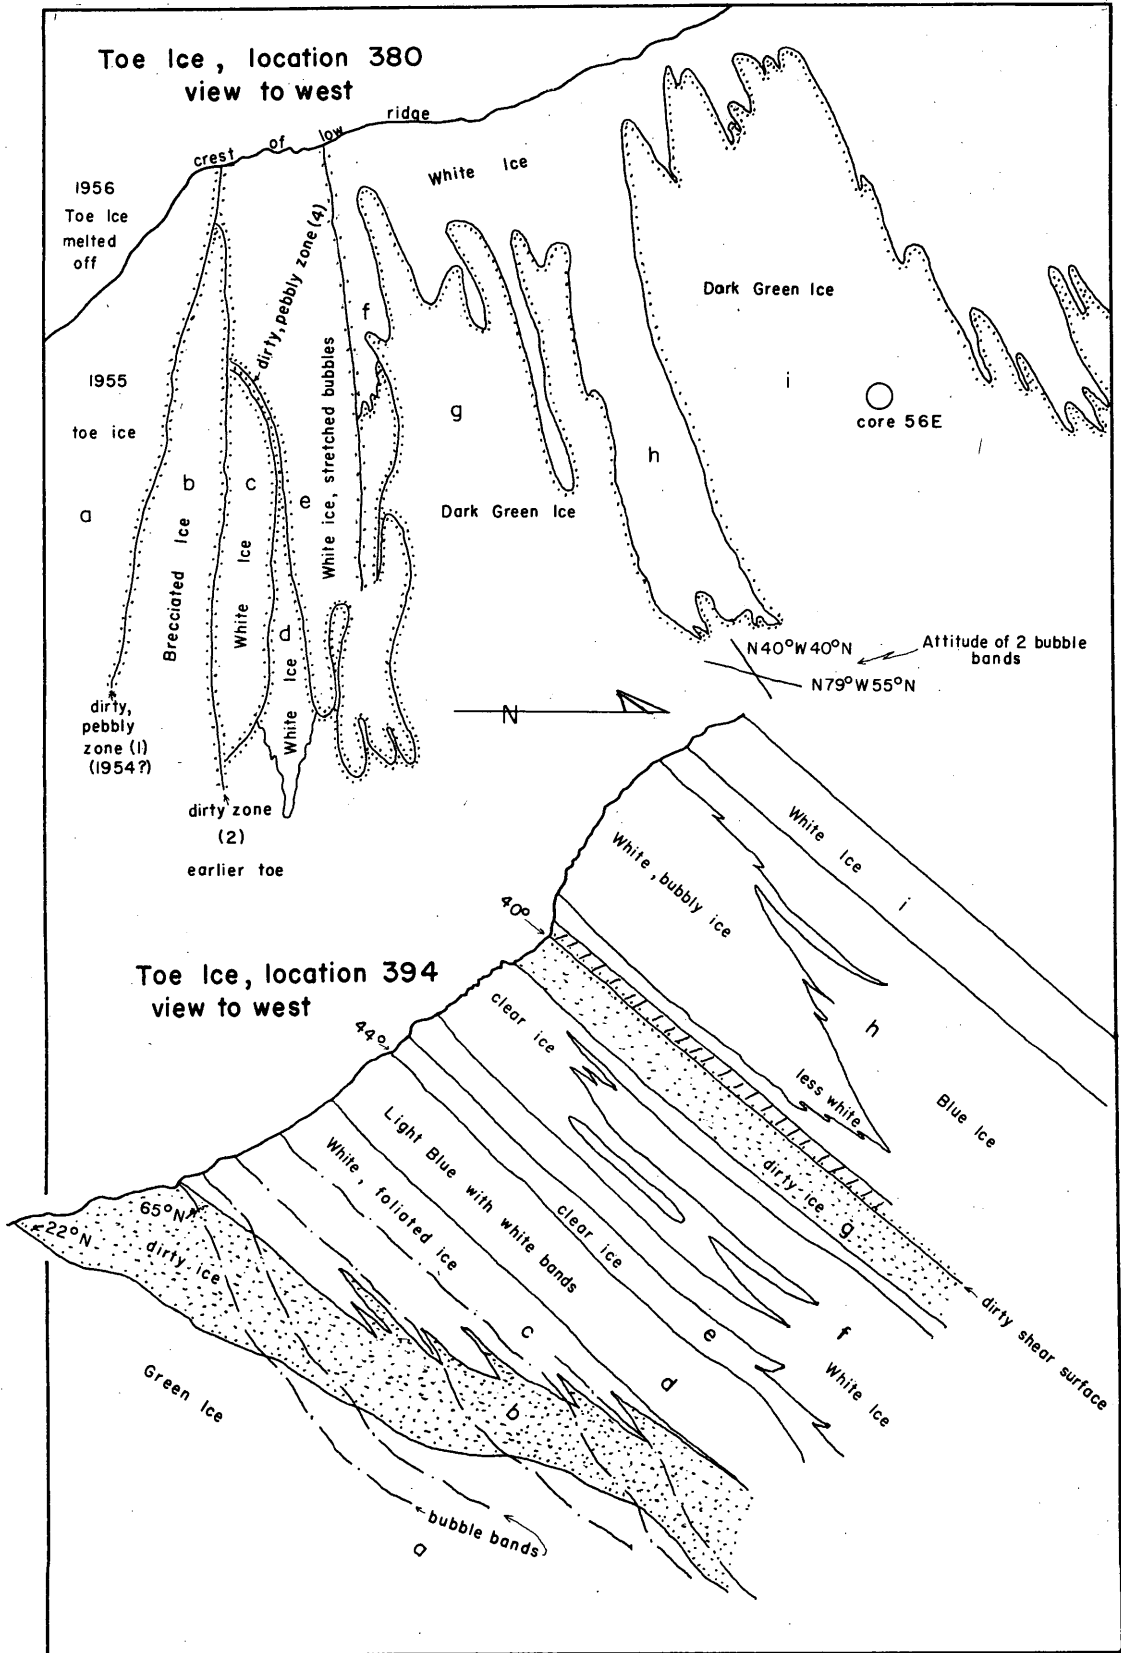 Toe Ice, location 380
view to west
crest of low ridge
1956
Toe Ice
melted
off
White Ice
dirty, pebbly zone (4)
f
Dark Green Ice
i
core 56E
1955
toe ice
g
h
a
b
c
e
Brecciated Ice
White Ice
White ice, stretched bubbles
Dark Green Ice
d
White Ice
N40°W40°N
Attitude of 2 bubble
bands
N79°W55°N
N
dirty,
pebbly
zone (1)
(1954?)
dirty zone
(2)
earlier toe
White Ice
i
White, bubbly ice
40°
Toe Ice, location 394
view to west
clear ice
44°
h
less white
Blue Ice
Light Blue with white bands
White, foliated ice
clear ice
dirty ice
g
65°N
22°N
dirty ice
dirty shear surface
c
e
f
White Ice
d
Green Ice
b
bubble bands
a